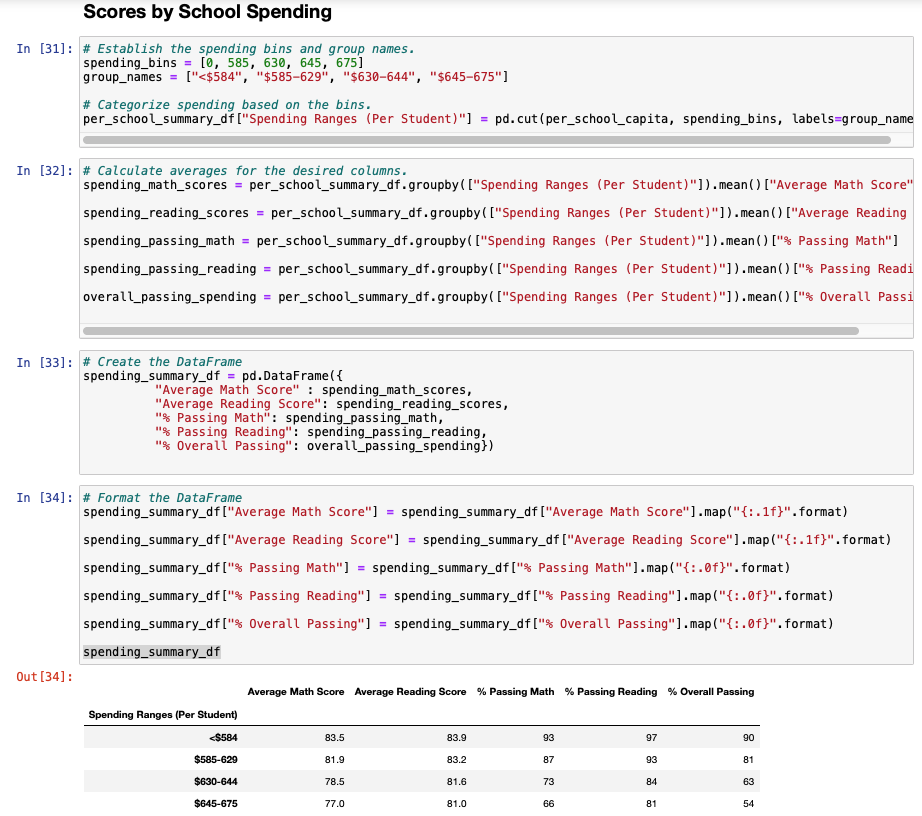 Scores by School Spending
In [31]: # Establish the spending bins and group names.
spending_bins = [0, 585, 630, 645, 675]
group_names = ["<$584", "$585-629", "$630-644", "$645-675"]
# Categorize spending based on the bins.
per_school_summary_df["Spending Ranges (Per Student)"] = pd.cut(per_school_capita, spending_bins, labels=group_name
In [32]: # Calculate averages for the desired columns.
spending_math_scores = per_school_summary_df.groupby(["Spending Ranges (Per Student)"]).mean()["Average Math Score"
spending_reading_scores = per_school_summary_df.groupby(["Spending Ranges (Per Student)"]).mean()["Average Reading
spending_passing_math = per_school_summary_df.groupby(["Spending Ranges (Per Student)"]).mean()["% Passing Math"]
spending_passing_reading = per_school_summary_df.groupby(["Spending Ranges (Per Student)"]).mean()["% Passing Readi
overall_passing_spending = per_school_summary_df.groupby(["Spending Ranges (Per Student)"]).mean()["% Overall Passi
In [33]: # Create the DataFrame
spending_summary_df = pd.DataFrame({
"Average Math Score" : spending_math_scores,
"Average Reading Score": spending_reading_scores,
"% Passing Math": spending_passing_math,
"% Passing Reading": spending_passing_reading,
"% Overall Passing": overall_passing_spending})
In [34]: # Format the DataFrame
spending_summary_df["Average Math Score"] = spending_summary_df["Average Math Score"].map("{:.1f}".format)
spending_summary_df["Average Reading Score"] = spending_summary_df["Average Reading Score"].map("{:.1f}".format)
spending_summary_df["% Passing Math"] = spending_summary_df["% Passing Math"].map("{:.0f}".format)
spending_summary_df["% Passing Reading"] = spending_summary_df["% Passing Reading"].map("{:.0f}".format)
spending_summary_df["% Overall Passing"] = spending_summary_df["% Overall Passing"].map("{:.0f}".format)
spending_summary_df
Out[34]:
Average Math Score Average Reading Score % Passing Math % Passing Reading % Overall Passing
Spending Ranges (Per Student)
<$584 83.5 83.9 93 97 90
$585-629 81.9 83.2 87 93 81
$630-644 78.5 81.6 73 84 63
$645-675 77.0 81.0 66 81 54